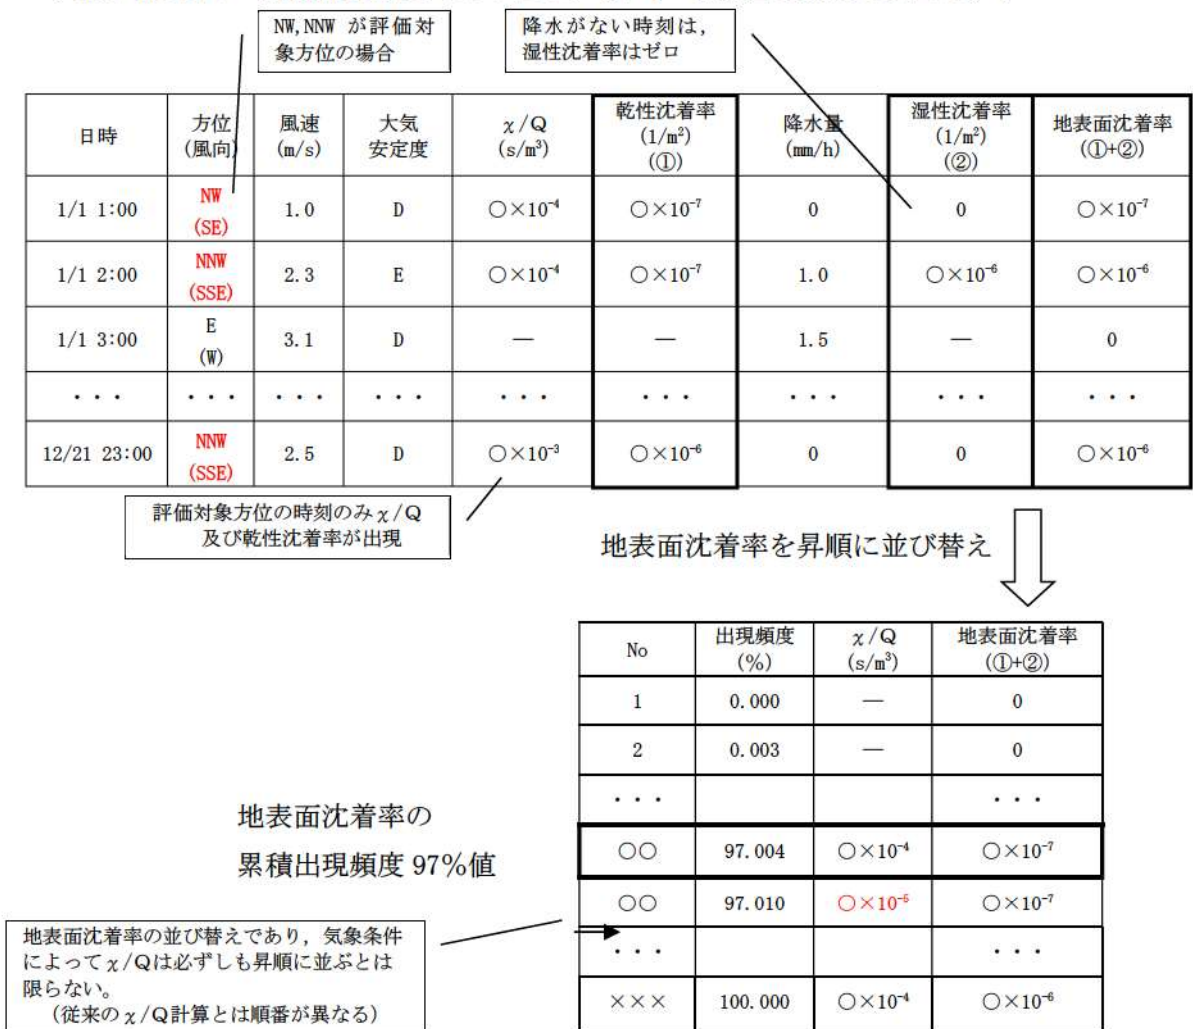 NW,NNW が評価対
象方位の場合
降水がない時刻は,
湿性沈着率はゼロ
日時 方位 風速 大気 χ/Q 乾性沈着率 降水量 湿性沈着率 地表面沈着率
(風向) (m/s) 安定度 (s/m³) (1/m²) (mm/h) (1/m²) (①+②)
(①) (②)
1/1 1:00 NW (SE) 1.0 D ○×10⁻⁴ ○×10⁻⁷ 0 0 ○×10⁻⁷
1/1 2:00 NNW (SSE) 2.3 E ○×10⁻⁴ ○×10⁻⁷ 1.0 ○×10⁻⁶ ○×10⁻⁶
1/1 3:00 E (W) 3.1 D — — 1.5 — 0
・・・ ・・・ ・・・ ・・・ ・・・ ・・・ ・・・ ・・・ ・・・
12/21 23:00 NNW (SSE) 2.5 D ○×10⁻³ ○×10⁻⁶ 0 0 ○×10⁻⁶
評価対象方位の時刻のみχ/Q
及び乾性沈着率が出現
地表面沈着率を昇順に並び替え
No 出現頻度 χ/Q 地表面沈着率
(%) (s/m³) (①+②)
1 0.000 — 0
2 0.003 — 0
・・・ ・・・
地表面沈着率の
累積出現頻度 97%値
○○ 97.004 ○×10⁻⁴ ○×10⁻⁷
○○ 97.010 ○×10⁻⁵ ○×10⁻⁷
・・・ ・・・
××× 100.000 ○×10⁻⁴ ○×10⁻⁶
地表面沈着率の並び替えであり,気象条件
によってχ/Qは必ずしも昇順に並ぶとは
限らない。
(従来のχ/Q計算とは順番が異なる)